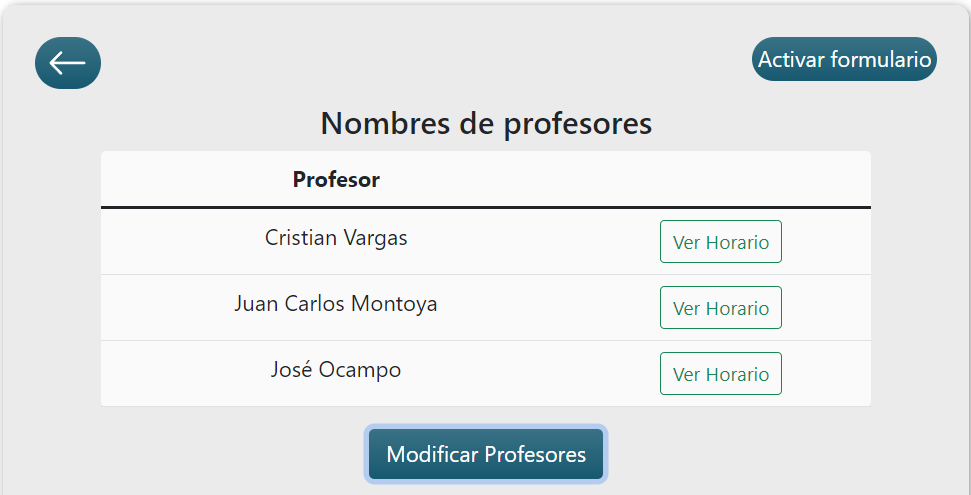 Activar formulario
Nombres de profesores
Profesor
Cristian Vargas Ver Horario
Juan Carlos Montoya Ver Horario
José Ocampo Ver Horario
Modificar Profesores